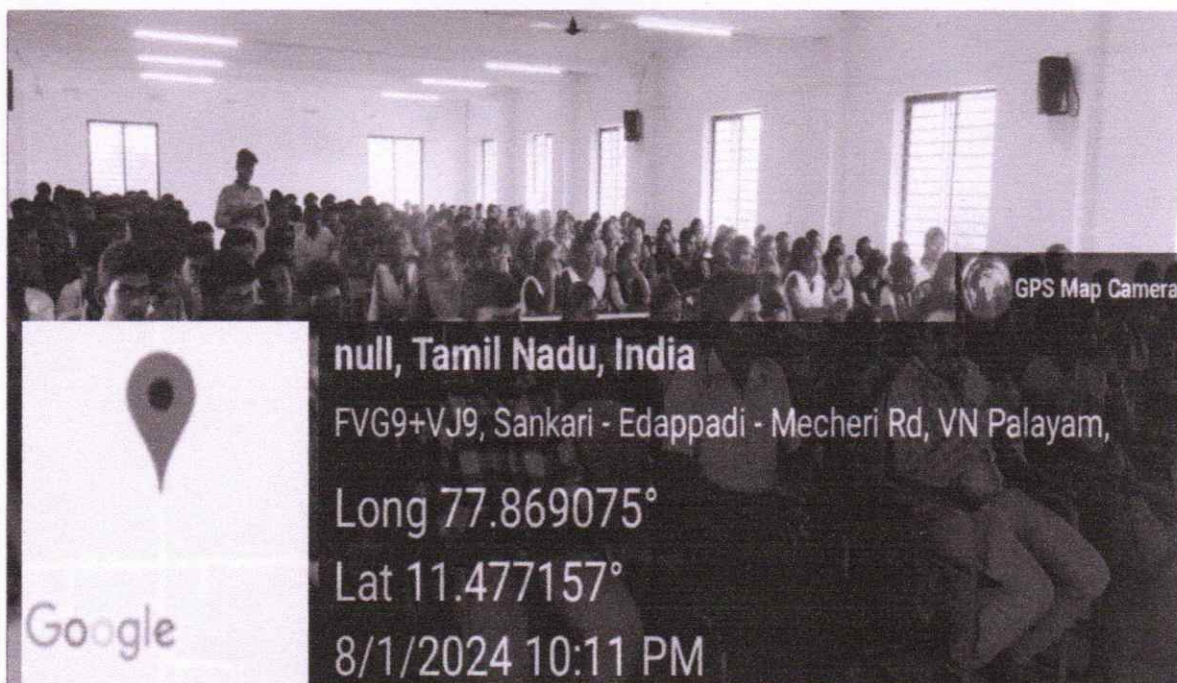 GPS Map Camera
null, Tamil Nadu, India
FVG9+VJ9, Sankari - Edappadi - Mecheri Rd, VN Palayam,
Long 77.869075°
Lat 11.477157°
8/1/2024 10:11 PM
Google